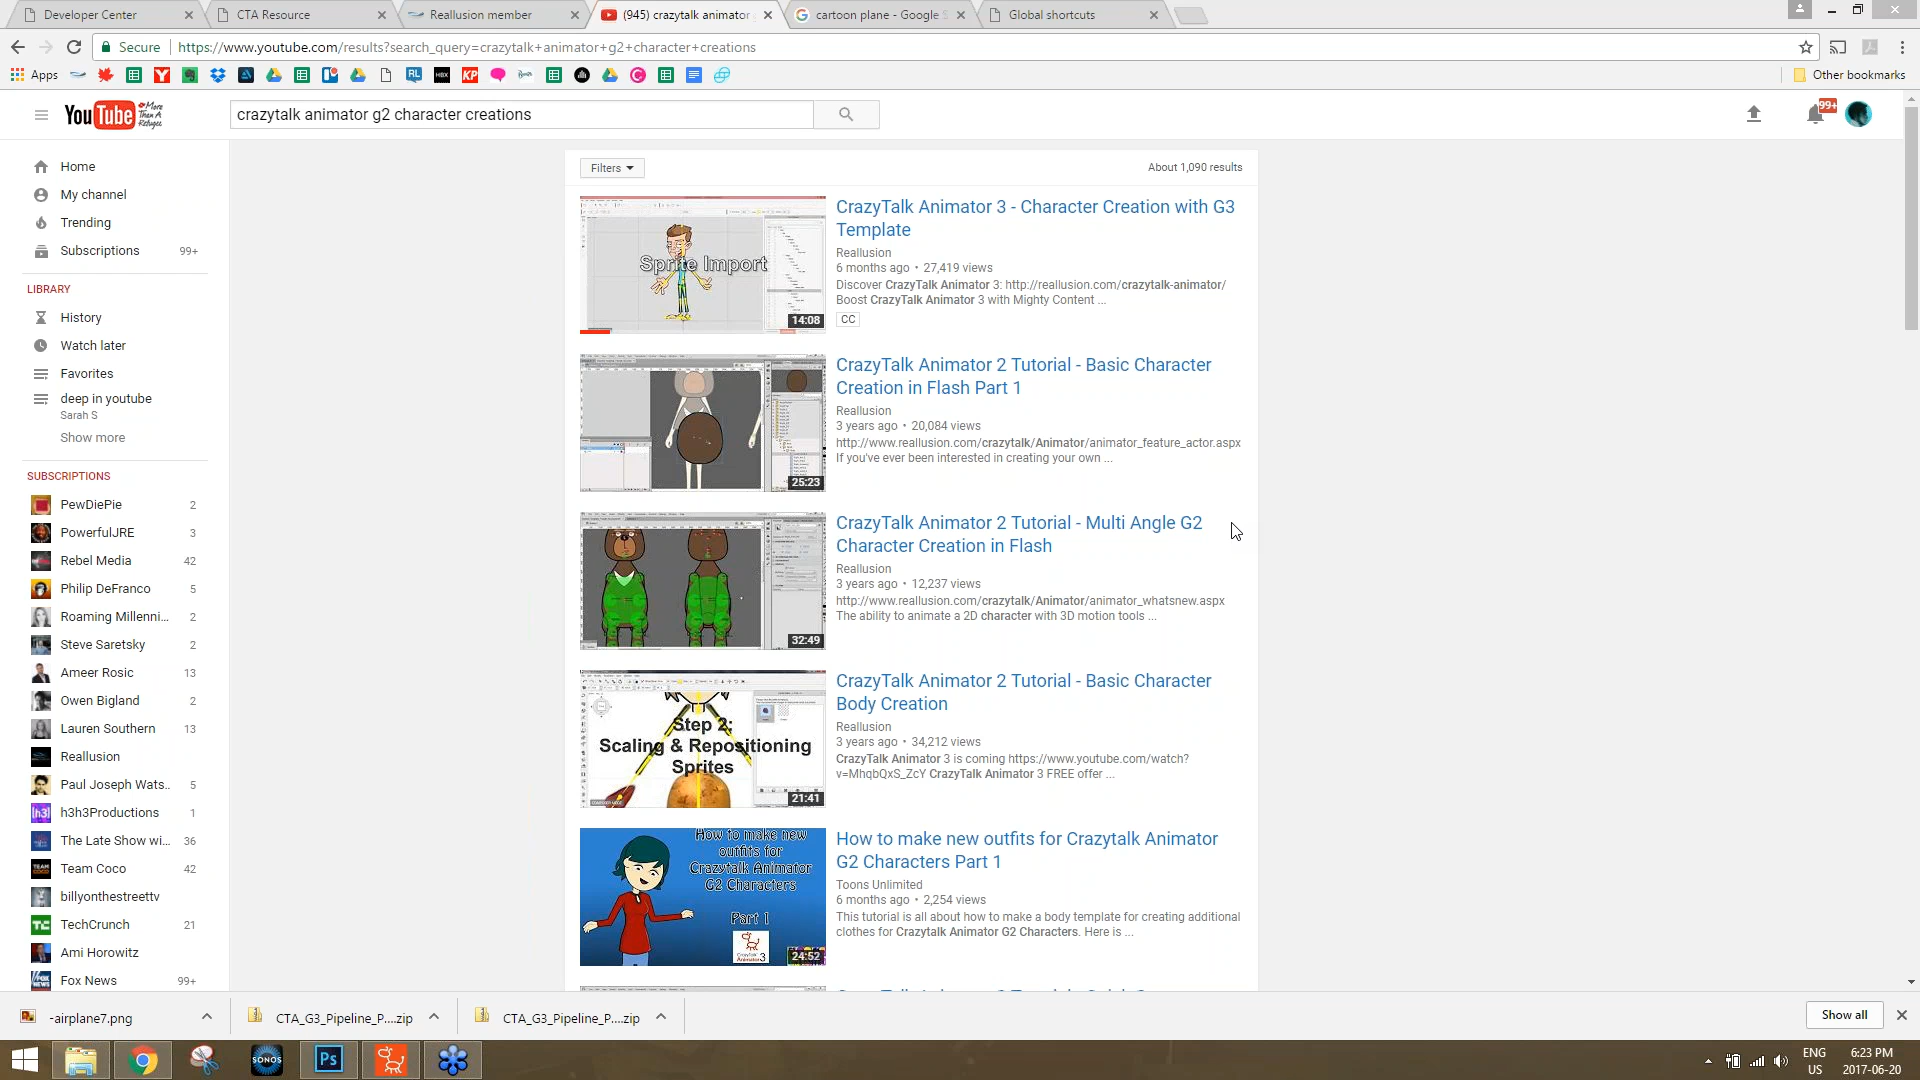 Developer Center
CTA Resource
Reallusion member
(945) crazytalk animator
cartoon plane - Google S
Global shortcuts
Secure
https://www.youtube.com/results?search_query=crazytalk+animator+g2+character+creations
Apps
Other bookmarks
YouTube
More Than A Refugee
crazytalk animator g2 character creations
99+
Home
My channel
Trending
Subscriptions 99+
LIBRARY
History
Watch later
Favorites
deep in youtube
Sarah S
Show more
SUBSCRIPTIONS
PewDiePie 2
PowerfulJRE 3
Rebel Media 42
Philip DeFranco 5
Roaming Millenni... 2
Steve Saretsky 2
Ameer Rosic 13
Owen Bigland 2
Lauren Southern 13
Reallusion
Paul Joseph Wats.. 5
h3h3Productions 1
The Late Show wi... 36
Team Coco 42
billyonthestreettv
TechCrunch 21
Ami Horowitz
Fox News 99+
Filters
About 1,090 results
Sprite Import
14:08
CrazyTalk Animator 3 - Character Creation with G3
Template
Reallusion
6 months ago • 27,419 views
Discover CrazyTalk Animator 3: http://reallusion.com/crazytalk-animator/
Boost CrazyTalk Animator 3 with Mighty Content ...
CC
25:23
CrazyTalk Animator 2 Tutorial - Basic Character
Creation in Flash Part 1
Reallusion
3 years ago • 20,084 views
http://www.reallusion.com/crazytalk/Animator/animator_feature_actor.aspx
If you've ever been interested in creating your own ...
32:49
CrazyTalk Animator 2 Tutorial - Multi Angle G2
Character Creation in Flash
Reallusion
3 years ago • 12,237 views
http://www.reallusion.com/crazytalk/Animator/animator_whatsnew.aspx
The ability to animate a 2D character with 3D motion tools ...
Step 2:
Scaling & Repositioning
Sprites
21:41
CrazyTalk Animator 2 Tutorial - Basic Character
Body Creation
Reallusion
3 years ago • 34,212 views
CrazyTalk Animator 3 is coming https://www.youtube.com/watch?
v=MhqbQxS_ZcY CrazyTalk Animator 3 FREE offer ...
How to make new
outfits for
Crazytalk Animator
G2 Characters
Part 1
24:52
How to make new outfits for Crazytalk Animator
G2 Characters Part 1
Toons Unlimited
6 months ago • 2,254 views
This tutorial is all about how to make a body template for creating additional
clothes for Crazytalk Animator G2 Characters. Here is ...
-airplane7.png
CTA_G3_Pipeline_P....zip
CTA_G3_Pipeline_P....zip
Show all
SONOS
Ps
ENG
US
6:23 PM
2017-06-20